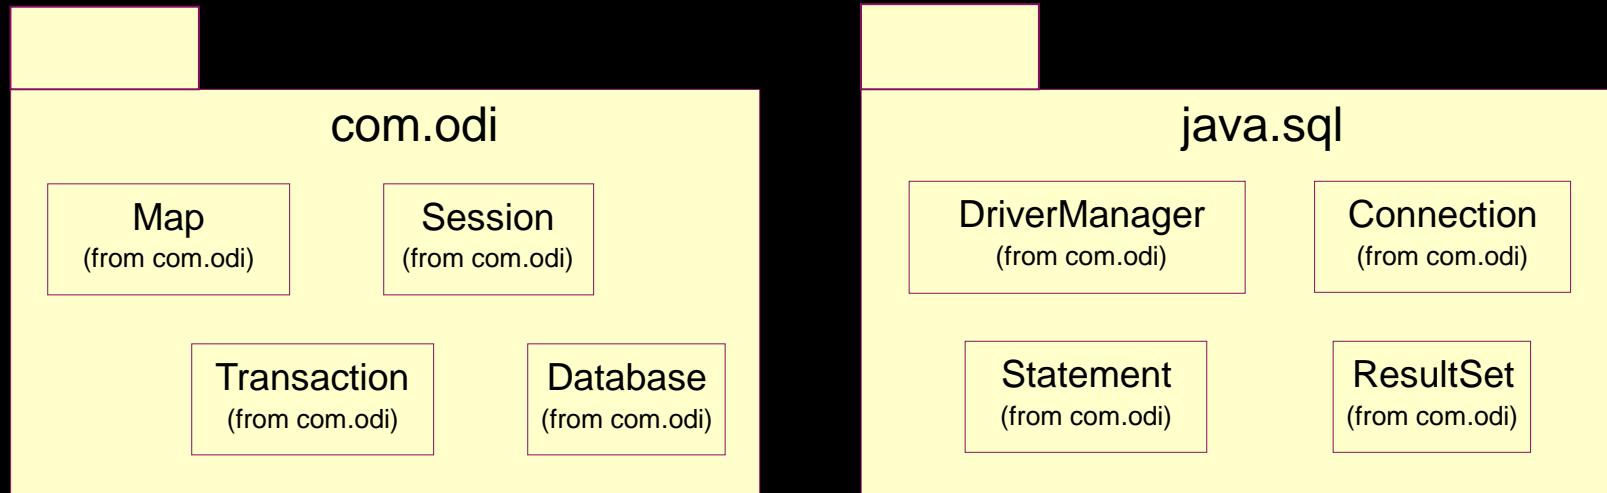 com.odi
Map
(from com.odi)
Session
(from com.odi)
Transaction
(from com.odi)
Database
(from com.odi)
java.sql
DriverManager
(from com.odi)
Connection
(from com.odi)
Statement
(from com.odi)
ResultSet
(from com.odi)